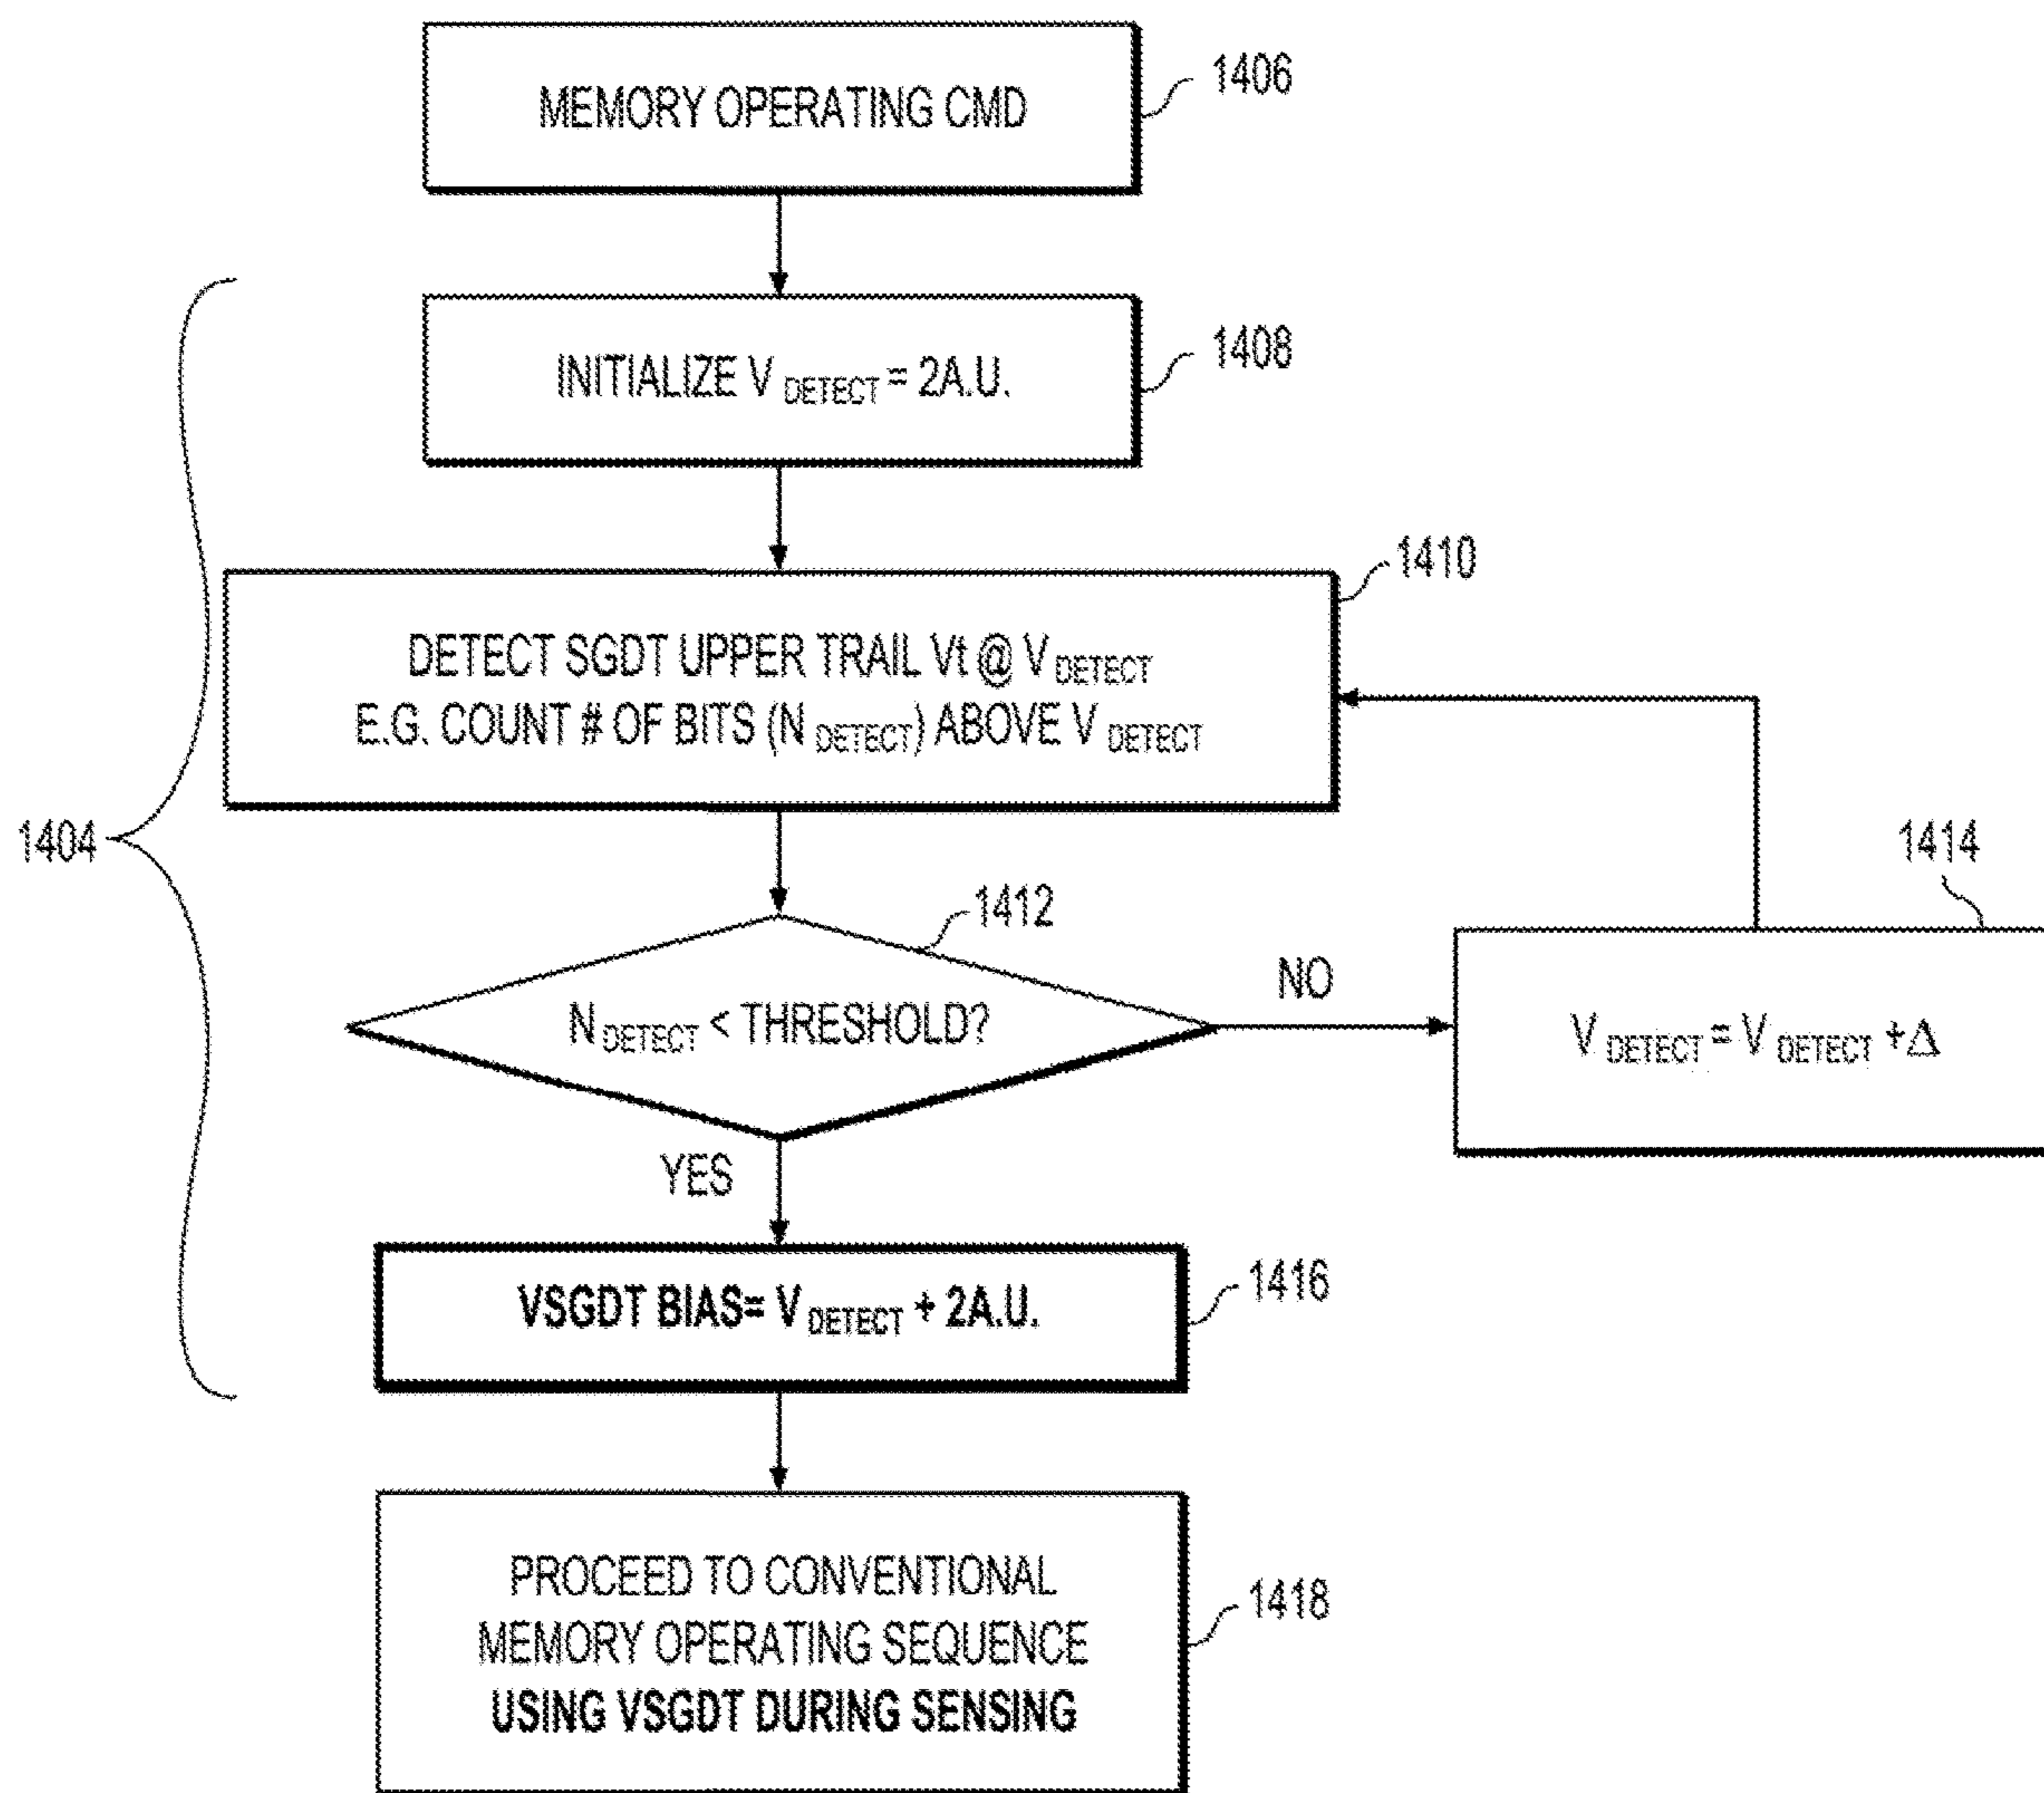 MEMORY OPERATING CMD
1406
INITIALIZE V DETECT = 2A.U.
1408
DETECT SGDT UPPER TRAIL Vt @ V DETECT
E.G. COUNT # OF BITS (N DETECT) ABOVE V DETECT
1410
1404
N DETECT < THRESHOLD?
1412
NO
1414
V DETECT = V DETECT +Δ
YES
VSGDT BIAS= V DETECT + 2A.U.
1416
PROCEED TO CONVENTIONAL
MEMORY OPERATING SEQUENCE
USING VSGDT DURING SENSING
1418